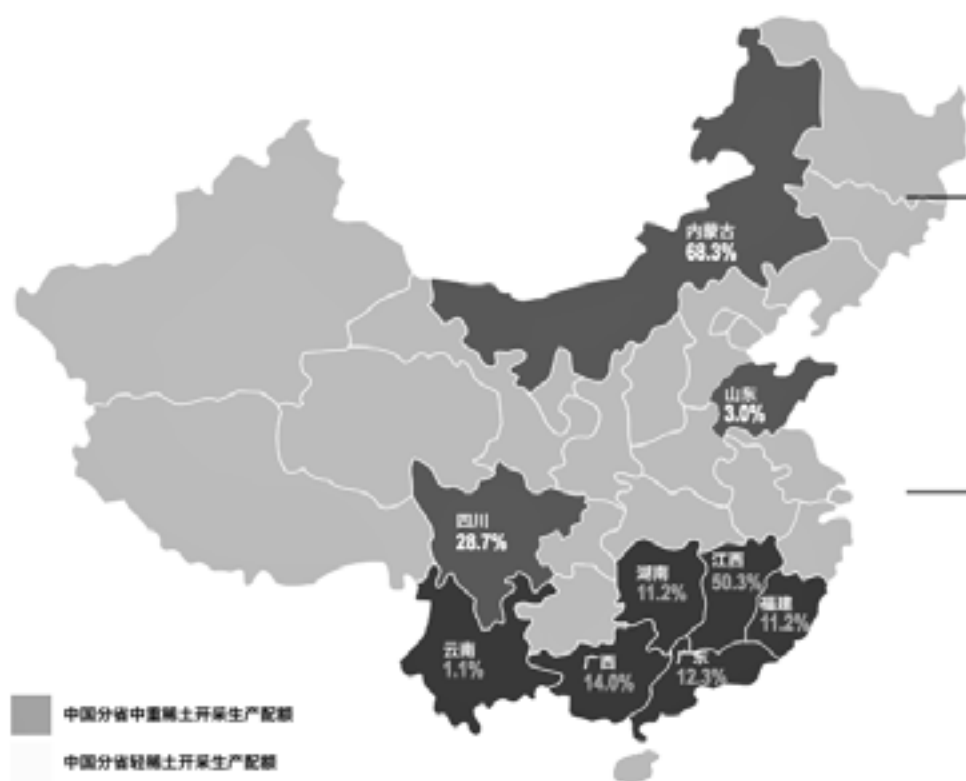 内蒙古
68.3%
山东
3.0%
四川
28.7%
湖南
11.2%
江西
50.3%
福建
11.2%
云南
1.1%
广西
14.0%
广东
12.3%
中国分省中重稀土开采生产配额
中国分省轻稀土开采生产配额